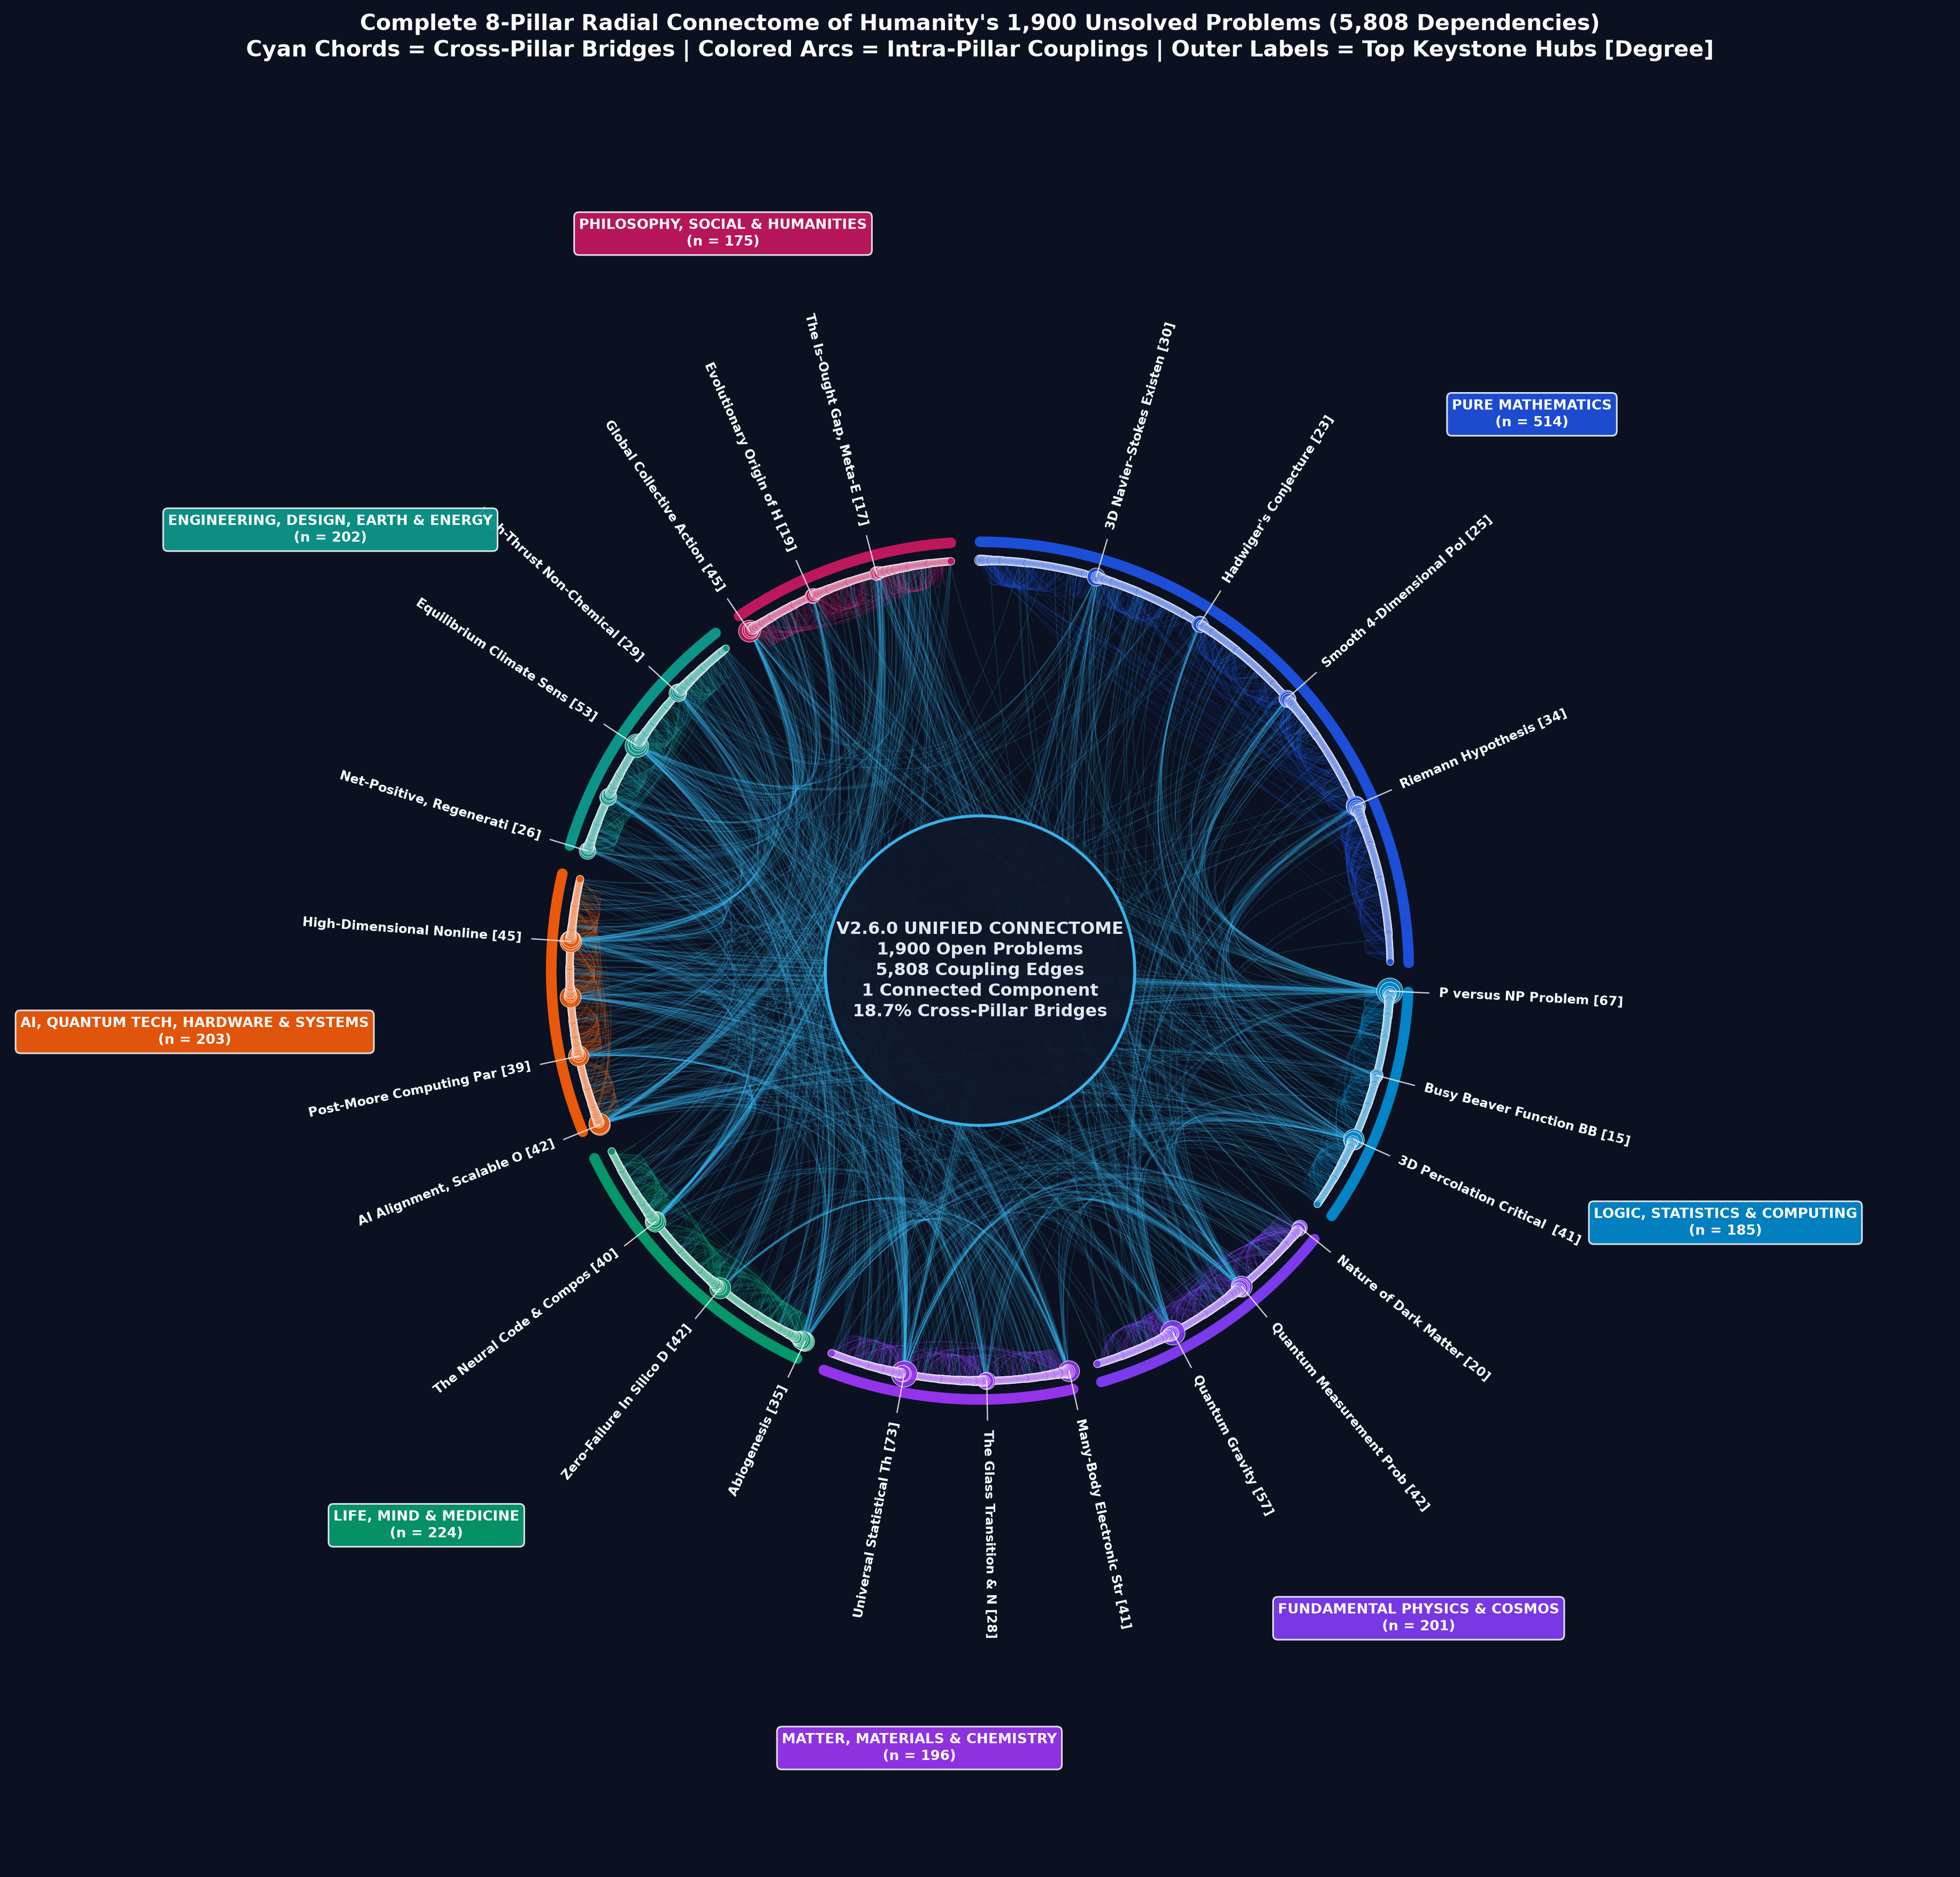 Complete 8-Pillar Radial Connectome of Humanity's 1,900 Unsolved Problems (5,808 Dependencies)
Cyan Chords = Cross-Pillar Bridges | Colored Arcs = Intra-Pillar Couplings | Outer Labels = Top Keystone Hubs [Degree]
PHILOSOPHY, SOCIAL & HUMANITIES
(n = 175)
The Is-Ought Gap, Meta-E [17]
Evolutionary Origin of H [19]
Global Collective Action [45]
3D Navier-Stokes Existen [30]
Hadwiger's Conjecture [23]
PURE MATHEMATICS
(n = 514)
Smooth 4-Dimensional Poi [25]
Riemann Hypothesis [34]
ENGINEERING, DESIGN, EARTH & ENERGY
(n = 202)
-Thrust Non-Chemical [29]
Equilibrium Climate Sens [53]
Net-Positive, Regenerati [26]
High-Dimensional Nonline [45]
V2.6.0 UNIFIED CONNECTOME
1,900 Open Problems
5,808 Coupling Edges
1 Connected Component
18.7% Cross-Pillar Bridges
P versus NP Problem [67]
AI, QUANTUM TECH, HARDWARE & SYSTEMS
(n = 203)
Post-Moore Computing Par [39]
AI Alignment, Scalable O [42]
Busy Beaver Function BB [15]
3D Percolation Critical [41]
LOGIC, STATISTICS & COMPUTING
(n = 185)
The Neural Code & Compos [40]
Zero-Failure In Silico D [42]
Abiogenesis [35]
Nature of Dark Matter [20]
Quantum Measurement Prob [42]
Quantum Gravity [57]
Universal Statistical Th [73]
The Glass Transition & N [28]
Many-Body Electronic Str [41]
LIFE, MIND & MEDICINE
(n = 224)
FUNDAMENTAL PHYSICS & COSMOS
(n = 201)
MATTER, MATERIALS & CHEMISTRY
(n = 196)